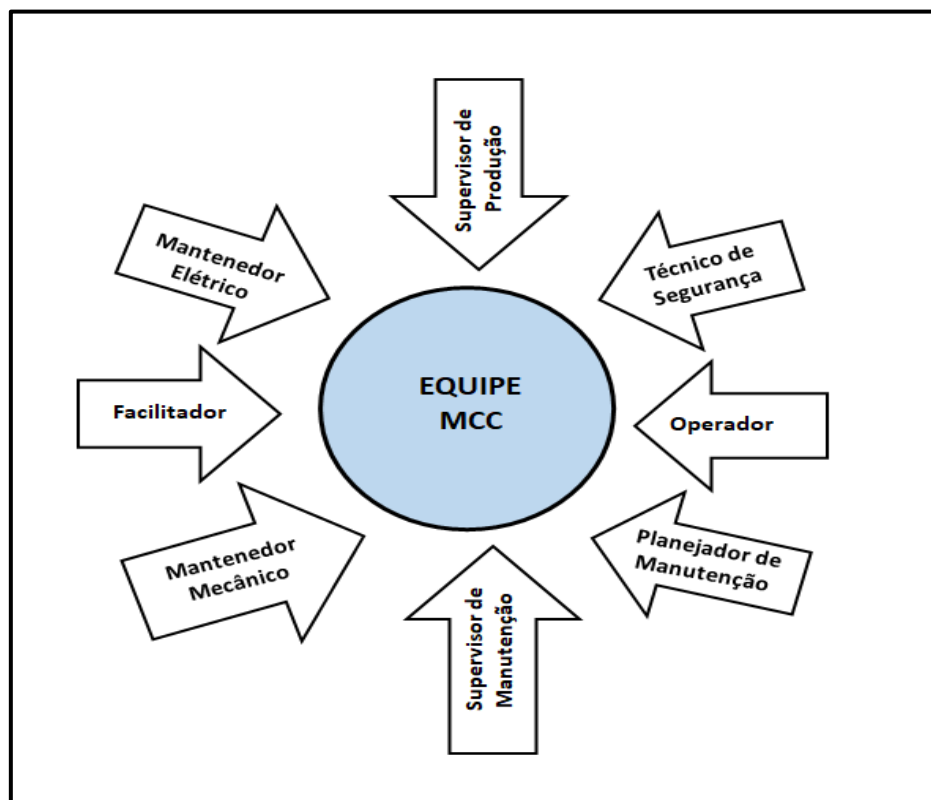 Supervisor de
Produção
Mantenedor
Elétrico
Técnico de
Segurança
Facilitador
EQUIPE
MCC
Operador
Mantenedor
Mecânico
Planejador de
Manutenção
Supervisor de
Manutenção